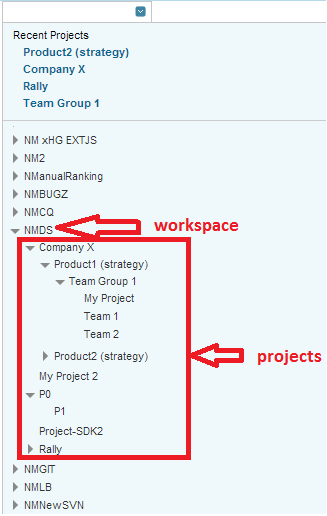 Recent Projects
Product2 (strategy)
Company X
Rally
Team Group 1
NM xHG EXTJS
NM2
NManualRanking
NMBUGZ
NMCQ
NMDS
workspace
Company X
Product1 (strategy)
Team Group 1
My Project
Team 1
Team 2
Product2 (strategy)
projects
My Project 2
P0
P1
Project-SDK2
Rally
NMGIT
NMLB
NMNewSVN